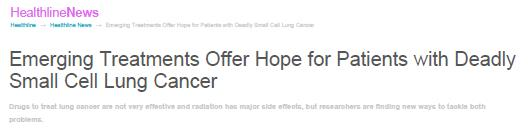 HealthlineNews
Healthline → Healthline News → Emerging Treatments Offer Hope for Patients with Deadly Small Cell Lung Cancer
Emerging Treatments Offer Hope for Patients with Deadly
Small Cell Lung Cancer
Drugs to treat lung cancer are not very effective and radiation has major side effects, but researchers are finding new ways to tackle both
problems.